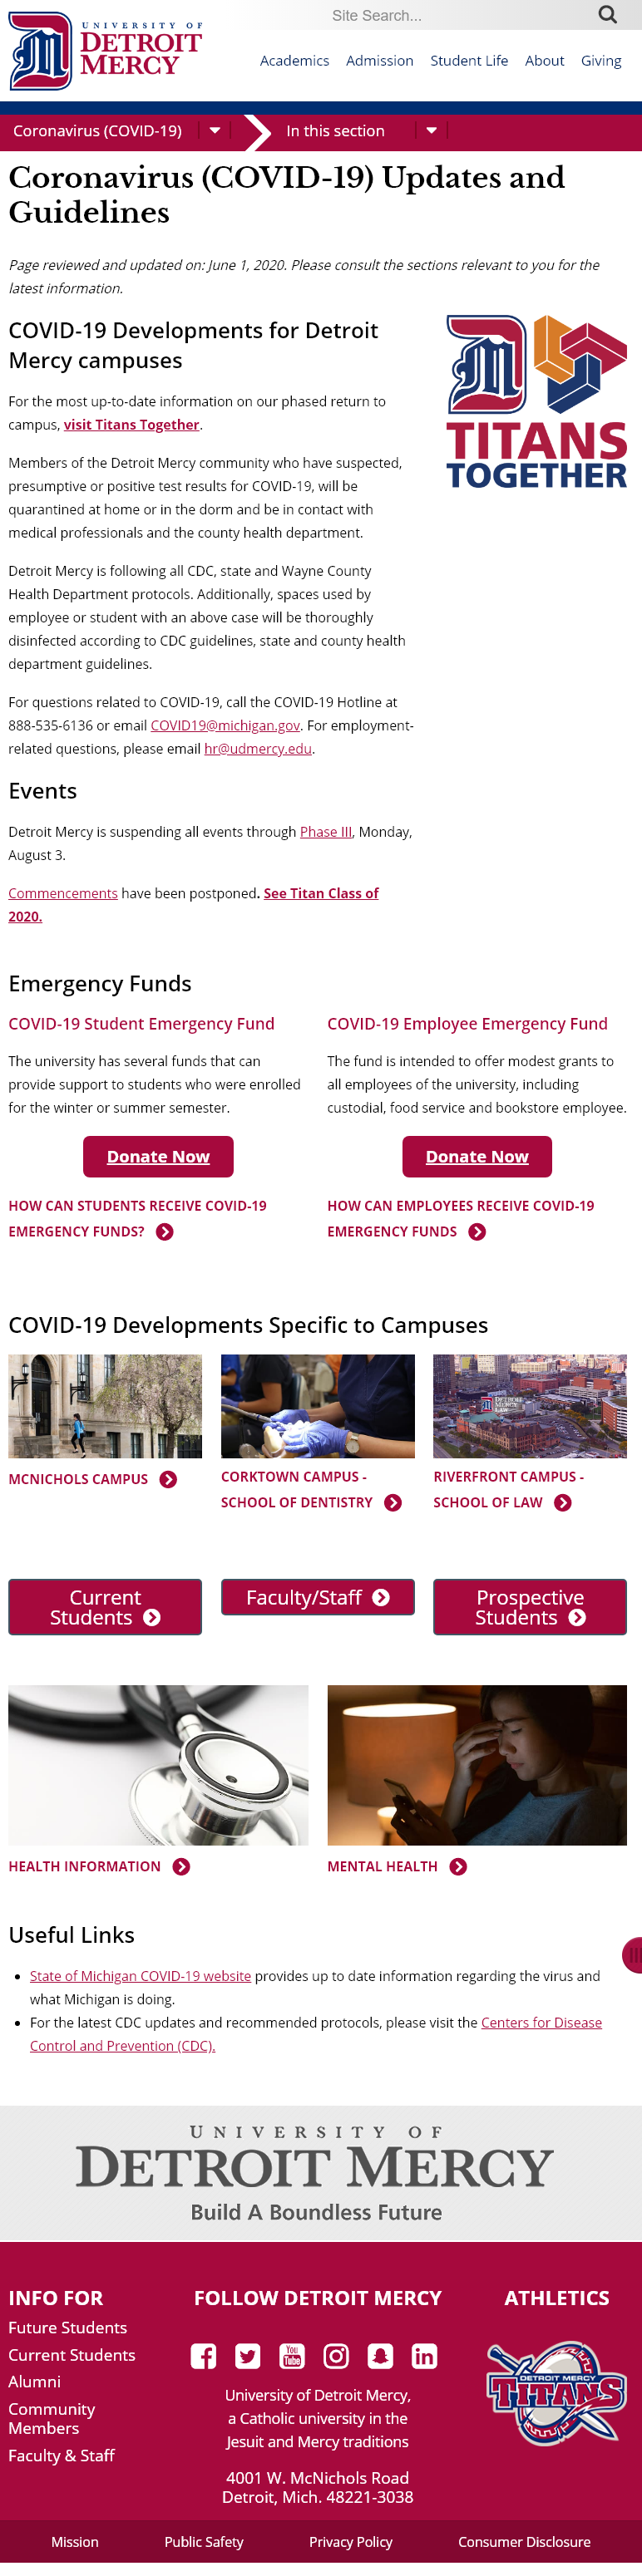 UNIVERSITY OF
DETROIT
MERCY
Site Search...
Academics Admission Student Life About Giving
Coronavirus (COVID-19) In this section
Coronavirus (COVID-19) Updates and
Guidelines
Page reviewed and updated on: June 1, 2020. Please consult the sections relevant to you for the
latest information.
COVID-19 Developments for Detroit
Mercy campuses
For the most up-to-date information on our phased return to
campus, visit Titans Together.
Members of the Detroit Mercy community who have suspected,
presumptive or positive test results for COVID-19, will be
quarantined at home or in the dorm and be in contact with
medical professionals and the county health department.
Detroit Mercy is following all CDC, state and Wayne County
Health Department protocols. Additionally, spaces used by
employee or student with an above case will be thoroughly
disinfected according to CDC guidelines, state and county health
department guidelines.
For questions related to COVID-19, call the COVID-19 Hotline at
888-535-6136 or email COVID19@michigan.gov. For employment-
related questions, please email hr@udmercy.edu.
TITANS
TOGETHER
Events
Detroit Mercy is suspending all events through Phase III, Monday,
August 3.
Commencements have been postponed. See Titan Class of
2020.
Emergency Funds
COVID-19 Student Emergency Fund
The university has several funds that can
provide support to students who were enrolled
for the winter or summer semester.
Donate Now
HOW CAN STUDENTS RECEIVE COVID-19
EMERGENCY FUNDS?
COVID-19 Employee Emergency Fund
The fund is intended to offer modest grants to
all employees of the university, including
custodial, food service and bookstore employee.
Donate Now
HOW CAN EMPLOYEES RECEIVE COVID-19
EMERGENCY FUNDS
COVID-19 Developments Specific to Campuses
DETROIT
MERCY
LAW
MCNICHOLS CAMPUS
CORKTOWN CAMPUS -
SCHOOL OF DENTISTRY
RIVERFRONT CAMPUS -
SCHOOL OF LAW
Current
Students
Faculty/Staff
Prospective
Students
HEALTH INFORMATION
MENTAL HEALTH
Useful Links
State of Michigan COVID-19 website provides up to date information regarding the virus and
what Michigan is doing.
For the latest CDC updates and recommended protocols, please visit the Centers for Disease
Control and Prevention (CDC).
UNIVERSITY OF
DETROIT MERCY
Build A Boundless Future
INFO FOR
Future Students
Current Students
Alumni
Community
Members
Faculty & Staff
FOLLOW DETROIT MERCY
You
Tube
in
University of Detroit Mercy,
a Catholic university in the
Jesuit and Mercy traditions
4001 W. McNichols Road
Detroit, Mich. 48221-3038
ATHLETICS
DETROIT MERCY
TITANS
Mission Public Safety Privacy Policy Consumer Disclosure